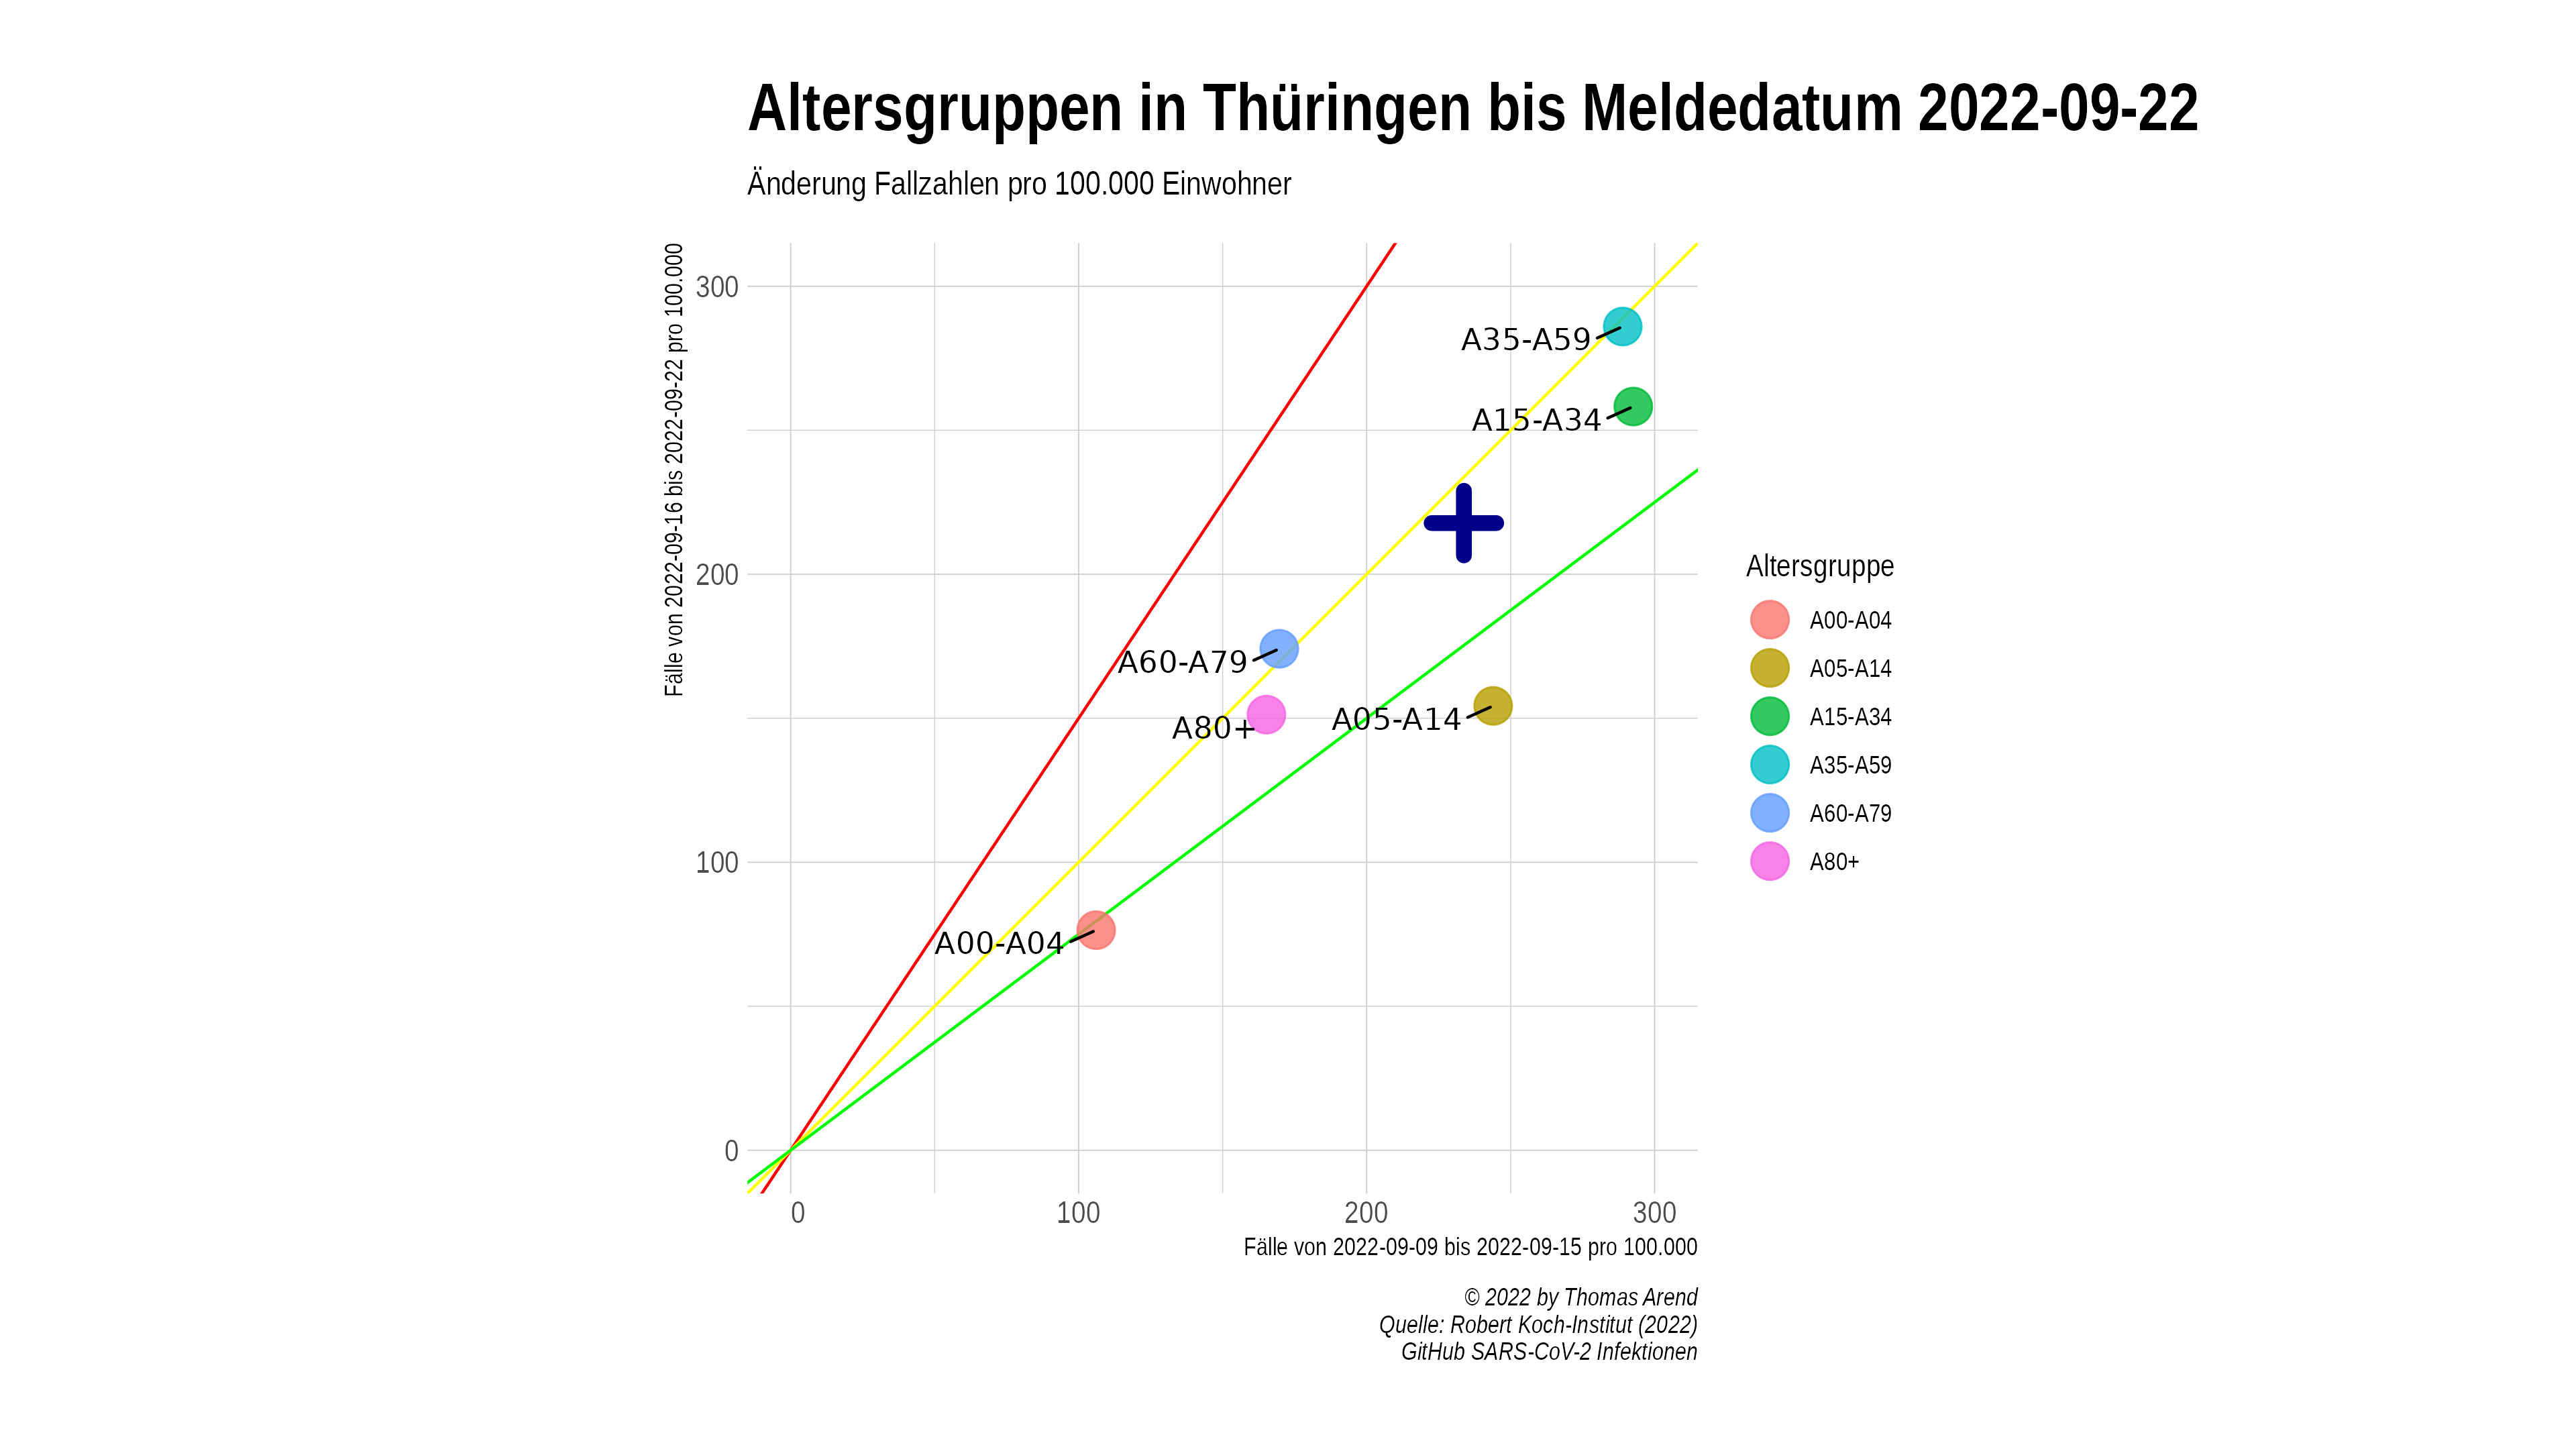 Altersgruppen in Thüringen bis Meldedatum 2022-09-22
Änderung Fallzahlen pro 100.000 Einwohner
Fälle von 2022-09-16 bis 2022-09-22 pro 100.000
300
200
100
0
A35-A59
A15-A34
A60-A79
A80+
A05-A14
A00-A04
0
100
200
300
Fälle von 2022-09-09 bis 2022-09-15 pro 100.000
Altersgruppe
A00-A04
A05-A14
A15-A34
A35-A59
A60-A79
A80+
© 2022 by Thomas Arend
Quelle: Robert Koch-Institut (2022)
GitHub SARS-CoV-2 Infektionen